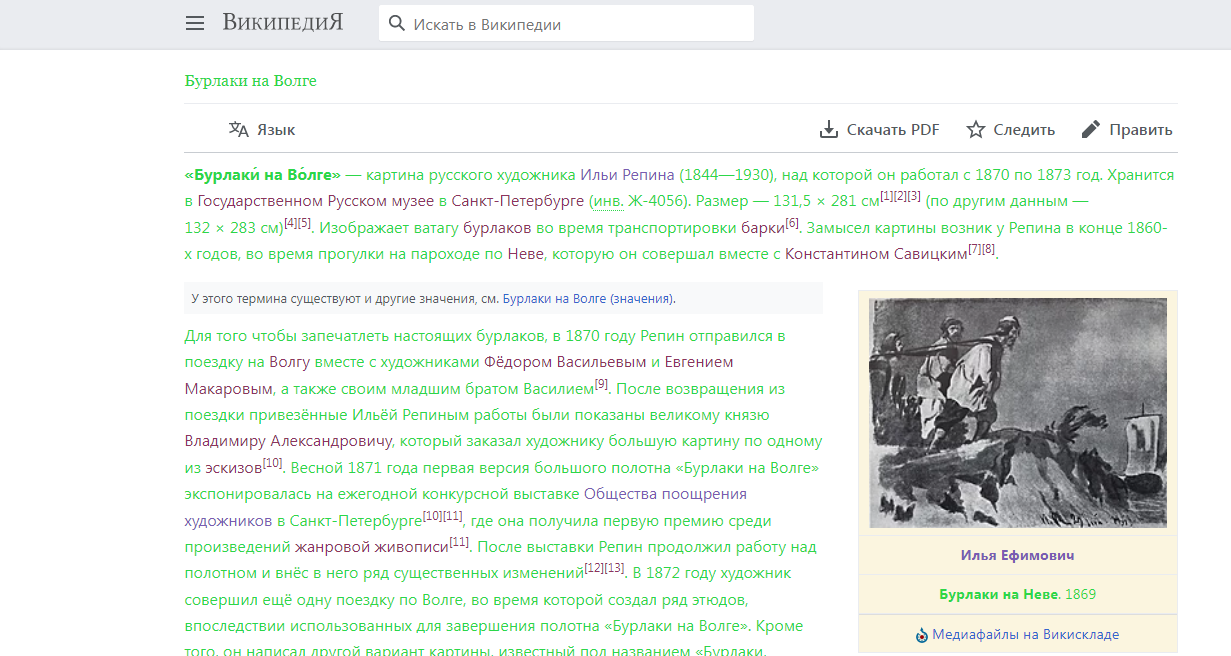 ВикипедиЯ
Искать в Википедии
Бурлаки на Волге
Язык
Скачать PDF
Следить
Править
«Бурлаки́ на Во́лге» — картина русского художника Ильи Репина (1844—1930), над которой он работал с 1870 по 1873 год. Хранится
в Государственном Русском музее в Санкт-Петербурге (инв. Ж-4056). Размер — 131,5 × 281 см[1][2][3] (по другим данным —
132 × 283 см)[4][5]. Изображает ватагу бурлаков во время транспортировки барки[6]. Замысел картины возник у Репина в конце 1860-
х годов, во время прогулки на пароходе по Неве, которую он совершал вместе с Константином Савицким[7][8].
У этого термина существуют и другие значения, см. Бурлаки на Волге (значения).
Для того чтобы запечатлеть настоящих бурлаков, в 1870 году Репин отправился в
поездку на Волгу вместе с художниками Фёдором Васильевым и Евгением
Макаровым, а также своим младшим братом Василием[9]. После возвращения из
поездки привезённые Ильёй Репиным работы были показаны великому князю
Владимиру Александровичу, который заказал художнику большую картину по одному
из эскизов[10]. Весной 1871 года первая версия большого полотна «Бурлаки на Волге»
экспонировалась на ежегодной конкурсной выставке Общества поощрения
художников в Санкт-Петербурге[10][11], где она получила первую премию среди
произведений жанровой живописи[11]. После выставки Репин продолжил работу над
полотном и внёс в него ряд существенных изменений[12][13]. В 1872 году художник
совершил ещё одну поездку по Волге, во время которой создал ряд этюдов,
впоследствии использованных для завершения полотна «Бурлаки на Волге». Кроме
того, он написал другой вариант картины, известный под названием «Бурлаки,
Илья Ефимович
Бурлаки на Неве. 1869
Медиафайлы на Викискладе